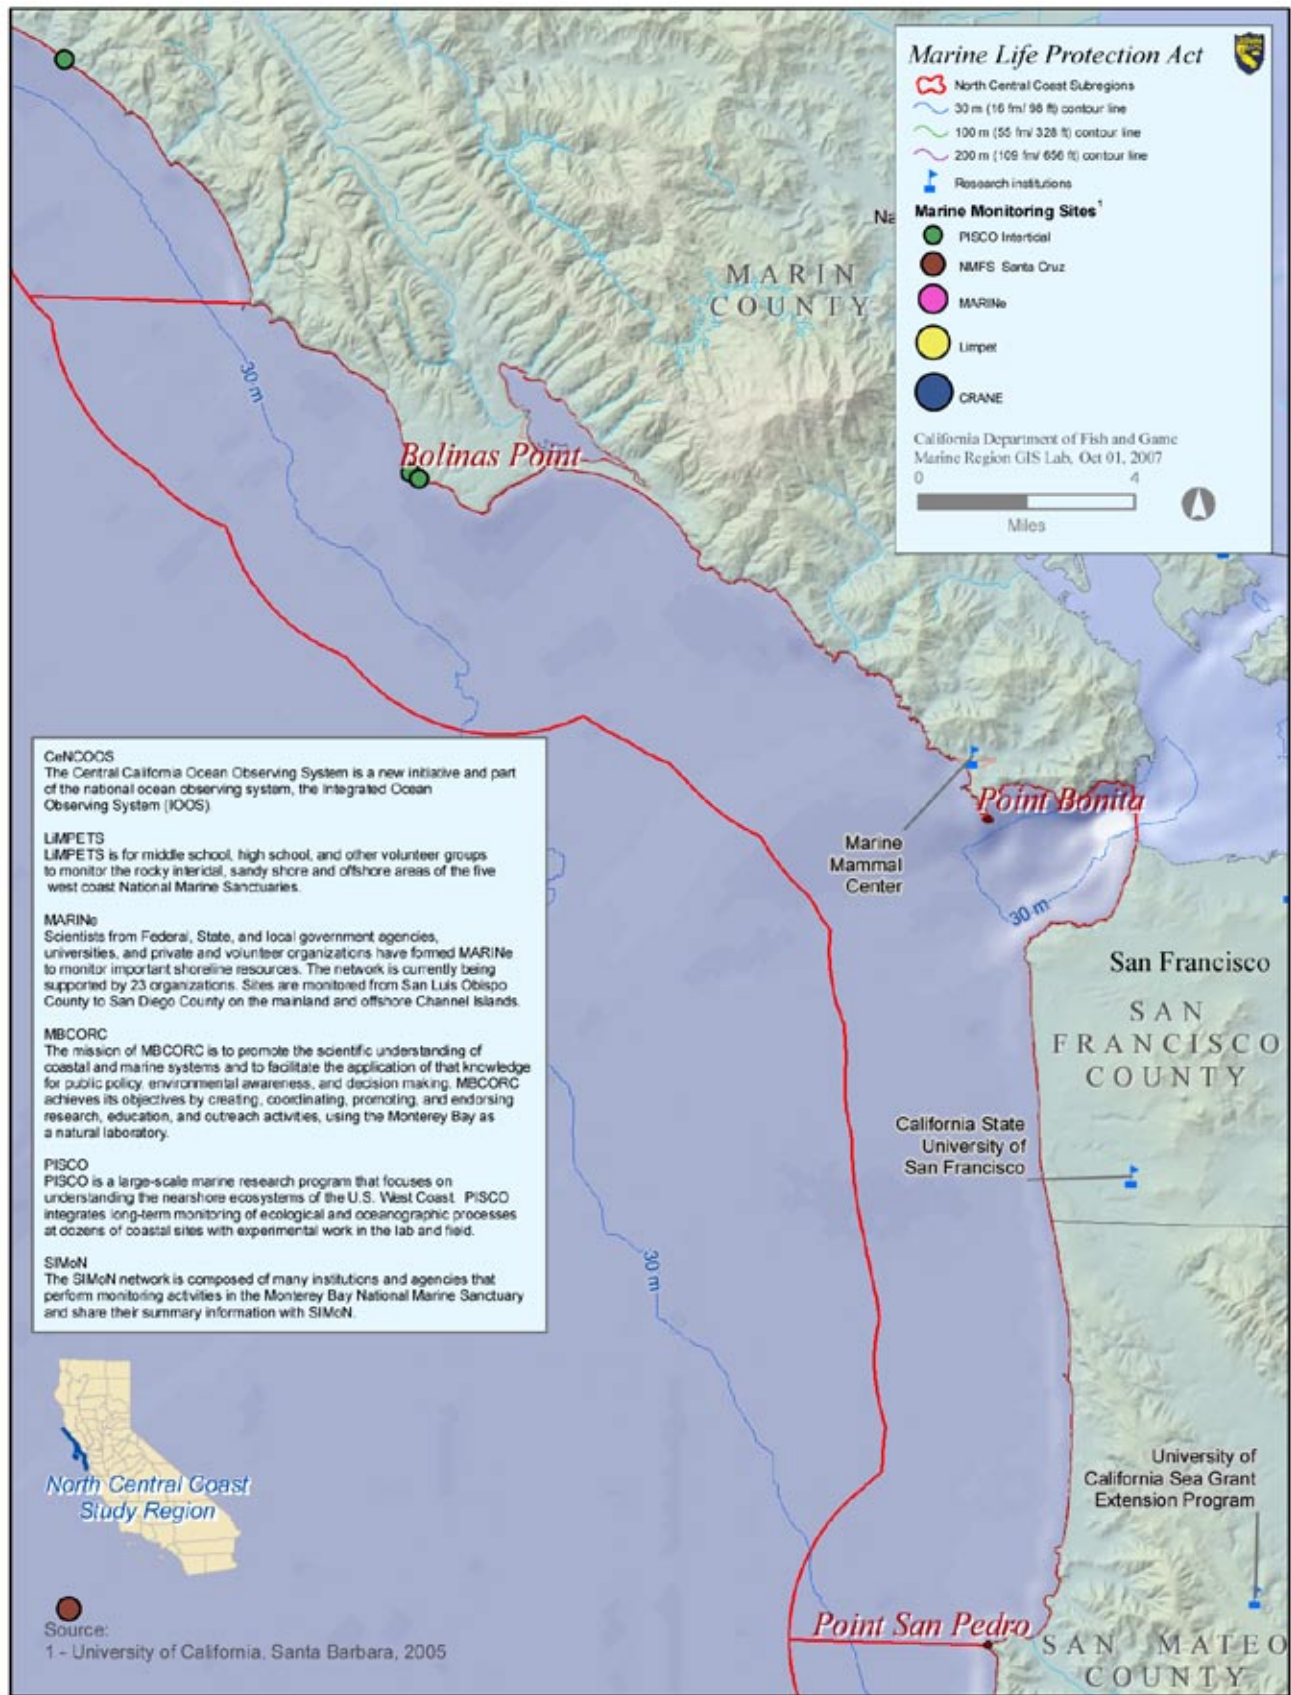 Marine Life Protection Act
North Central Coast Subregions
30 m (16 fm/ 98 ft) contour line
100 m (55 fm/ 328 ft) contour line
200 m (109 fm/ 656 ft) contour line
Research institutions
Marine Monitoring Sites1
PISCO Intertidal
NMFS Santa Cruz
MARINe
Limpet
CRANE
California Department of Fish and Game
Marine Region GIS Lab, Oct 01, 2007
0 4
Miles
Na
MARIN
COUNTY
30 m
Bolinas Point
Point Bonita
Marine
Mammal
Center
30 m
San Francisco
SAN
FRANCISCO
COUNTY
California State
University of
San Francisco
CeNCOOS
The Central California Ocean Observing System is a new initiative and part
of the national ocean observing system, the Integrated Ocean
Observing System (IOOS)
LiMPETS
LiMPETS is for middle school, high school, and other volunteer groups
to monitor the rocky interidal, sandy shore and offshore areas of the five
west coast National Marine Sanctuaries.
MARINe
Scientists from Federal, State, and local government agencies,
universities, and private and volunteer organizations have formed MARINe
to monitor important shoreline resources. The network is currently being
supported by 23 organizations. Sites are monitored from San Luis Obispo
County to San Diego County on the mainland and offshore Channel Islands.
MBCORC
The mission of MBCORC is to promote the scientific understanding of
coastal and marine systems and to facilitate the application of that knowledge
for public policy, environmental awareness, and decision making. MBCORC
achieves its objectives by creating, coordinating, promoting, and endorsing
research, education, and outreach activities, using the Monterey Bay as
a natural laboratory.
PISCO
PISCO is a large-scale marine research program that focuses on
understanding the nearshore ecosystems of the U.S. West Coast. PISCO
integrates long-term monitoring of ecological and oceanographic processes
at dozens of coastal sites with experimental work in the lab and field.
SIMoN
The SIMoN network is composed of many institutions and agencies that
perform monitoring activities in the Monterey Bay National Marine Sanctuary
and share their summary information with SIMoN.
30 m
North Central Coast
Study Region
University of
California Sea Grant
Extension Program
Point San Pedro
SAN MATEO
COUNTY
Source:
1 - University of California, Santa Barbara, 2005